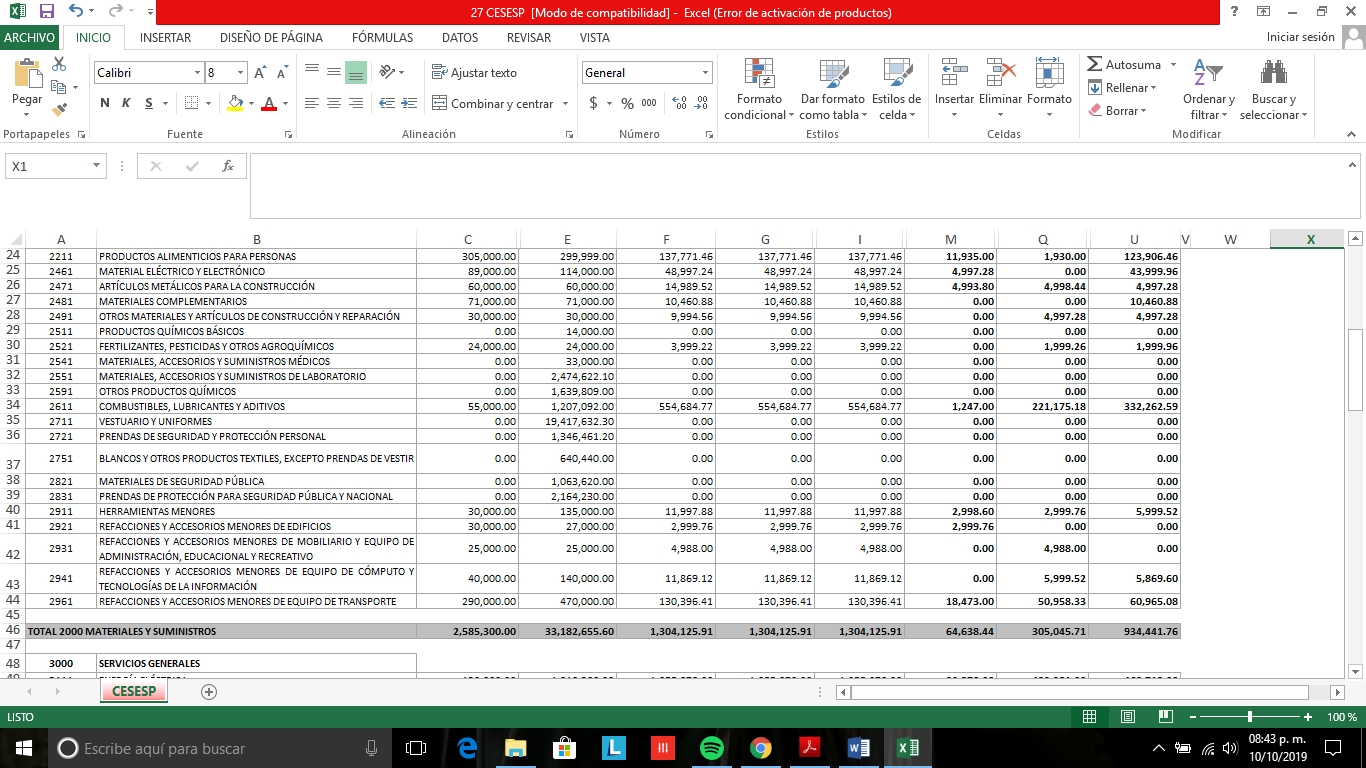 27 CESESP  [Modo de compatibilidad] -  Excel (Error de activación de productos)
ARCHIVO INICIO INSERTAR DISEÑO DE PÁGINA FÓRMULAS DATOS REVISAR VISTA Iniciar sesión
Calibri 8 Ajustar texto General Autosuma
Rellenar
Pegar N K S Combinar y centrar $ % 000 Formato condicional Dar formato como tabla Estilos de celda Insertar Eliminar Formato Borrar Ordenar y filtrar Buscar y seleccionar
Portapapeles Fuente Alineación Número Estilos Celdas Modificar
X1 fx
A B C E F G I M Q U V W X
24 2211 PRODUCTOS ALIMENTICIOS PARA PERSONAS 305,000.00 299,999.00 137,771.46 137,771.46 137,771.46 11,935.00 1,930.00 123,906.46
25 2461 MATERIAL ELÉCTRICO Y ELECTRÓNICO 89,000.00 114,000.00 48,997.24 48,997.24 48,997.24 4,997.28 0.00 43,999.96
26 2471 ARTÍCULOS METÁLICOS PARA LA CONSTRUCCIÓN 60,000.00 60,000.00 14,989.52 14,989.52 14,989.52 4,993.80 4,998.44 4,997.28
27 2481 MATERIALES COMPLEMENTARIOS 71,000.00 71,000.00 10,460.88 10,460.88 10,460.88 0.00 0.00 10,460.88
28 2491 OTROS MATERIALES Y ARTÍCULOS DE CONSTRUCCIÓN Y REPARACIÓN 30,000.00 30,000.00 9,994.56 9,994.56 9,994.56 0.00 4,997.28 4,997.28
29 2511 PRODUCTOS QUÍMICOS BÁSICOS 0.00 14,000.00 0.00 0.00 0.00 0.00 0.00 0.00
30 2521 FERTILIZANTES, PESTICIDAS Y OTROS AGROQUÍMICOS 24,000.00 24,000.00 3,999.22 3,999.22 3,999.22 0.00 1,999.26 1,999.96
31 2541 MATERIALES, ACCESORIOS Y SUMINISTROS MÉDICOS 0.00 33,000.00 0.00 0.00 0.00 0.00 0.00 0.00
32 2551 MATERIALES, ACCESORIOS Y SUMINISTROS DE LABORATORIO 0.00 2,474,622.10 0.00 0.00 0.00 0.00 0.00 0.00
33 2591 OTROS PRODUCTOS QUÍMICOS 0.00 1,639,809.00 0.00 0.00 0.00 0.00 0.00 0.00
34 2611 COMBUSTIBLES, LUBRICANTES Y ADITIVOS 55,000.00 1,207,092.00 554,684.77 554,684.77 554,684.77 1,247.00 221,175.18 332,262.59
35 2711 VESTUARIO Y UNIFORMES 0.00 19,417,632.30 0.00 0.00 0.00 0.00 0.00 0.00
36 2721 PRENDAS DE SEGURIDAD Y PROTECCIÓN PERSONAL 0.00 1,346,461.20 0.00 0.00 0.00 0.00 0.00 0.00
37 2751 BLANCOS Y OTROS PRODUCTOS TEXTILES, EXCEPTO PRENDAS DE VESTIR 0.00 640,440.00 0.00 0.00 0.00 0.00 0.00 0.00
38 2821 MATERIALES DE SEGURIDAD PÚBLICA 0.00 1,063,620.00 0.00 0.00 0.00 0.00 0.00 0.00
39 2831 PRENDAS DE PROTECCIÓN PARA SEGURIDAD PÚBLICA Y NACIONAL 0.00 2,164,230.00 0.00 0.00 0.00 0.00 0.00 0.00
40 2911 HERRAMIENTAS MENORES 30,000.00 135,000.00 11,997.88 11,997.88 11,997.88 2,998.60 2,999.76 5,999.52
41 2921 REFACCIONES Y ACCESORIOS MENORES DE EDIFICIOS 30,000.00 27,000.00 2,999.76 2,999.76 2,999.76 2,999.76 0.00 0.00
REFACCIONES Y ACCESORIOS MENORES DE MOBILIARIO Y EQUIPO DE
42 2931 ADMINISTRACIÓN, EDUCACIONAL Y RECREATIVO 25,000.00 25,000.00 4,988.00 4,988.00 4,988.00 0.00 4,988.00 0.00
REFACCIONES Y ACCESORIOS MENORES DE EQUIPO DE CÓMPUTO Y
43 2941 TECNOLOGÍAS DE LA INFORMACIÓN 40,000.00 140,000.00 11,869.12 11,869.12 11,869.12 0.00 5,999.52 5,869.60
44 2961 REFACCIONES Y ACCESORIOS MENORES DE EQUIPO DE TRANSPORTE 290,000.00 470,000.00 130,396.41 130,396.41 130,396.41 18,473.00 50,958.33 60,965.08
45
46 TOTAL 2000 MATERIALES Y SUMINISTROS 2,585,300.00 33,182,655.60 1,304,125.91 1,304,125.91 1,304,125.91 64,638.44 305,045.71 934,441.76
47
48 3000 SERVICIOS GENERALES
CESESP
LISTO 100 %
Escribe aquí para buscar 08:43 p. m.
10/10/2019